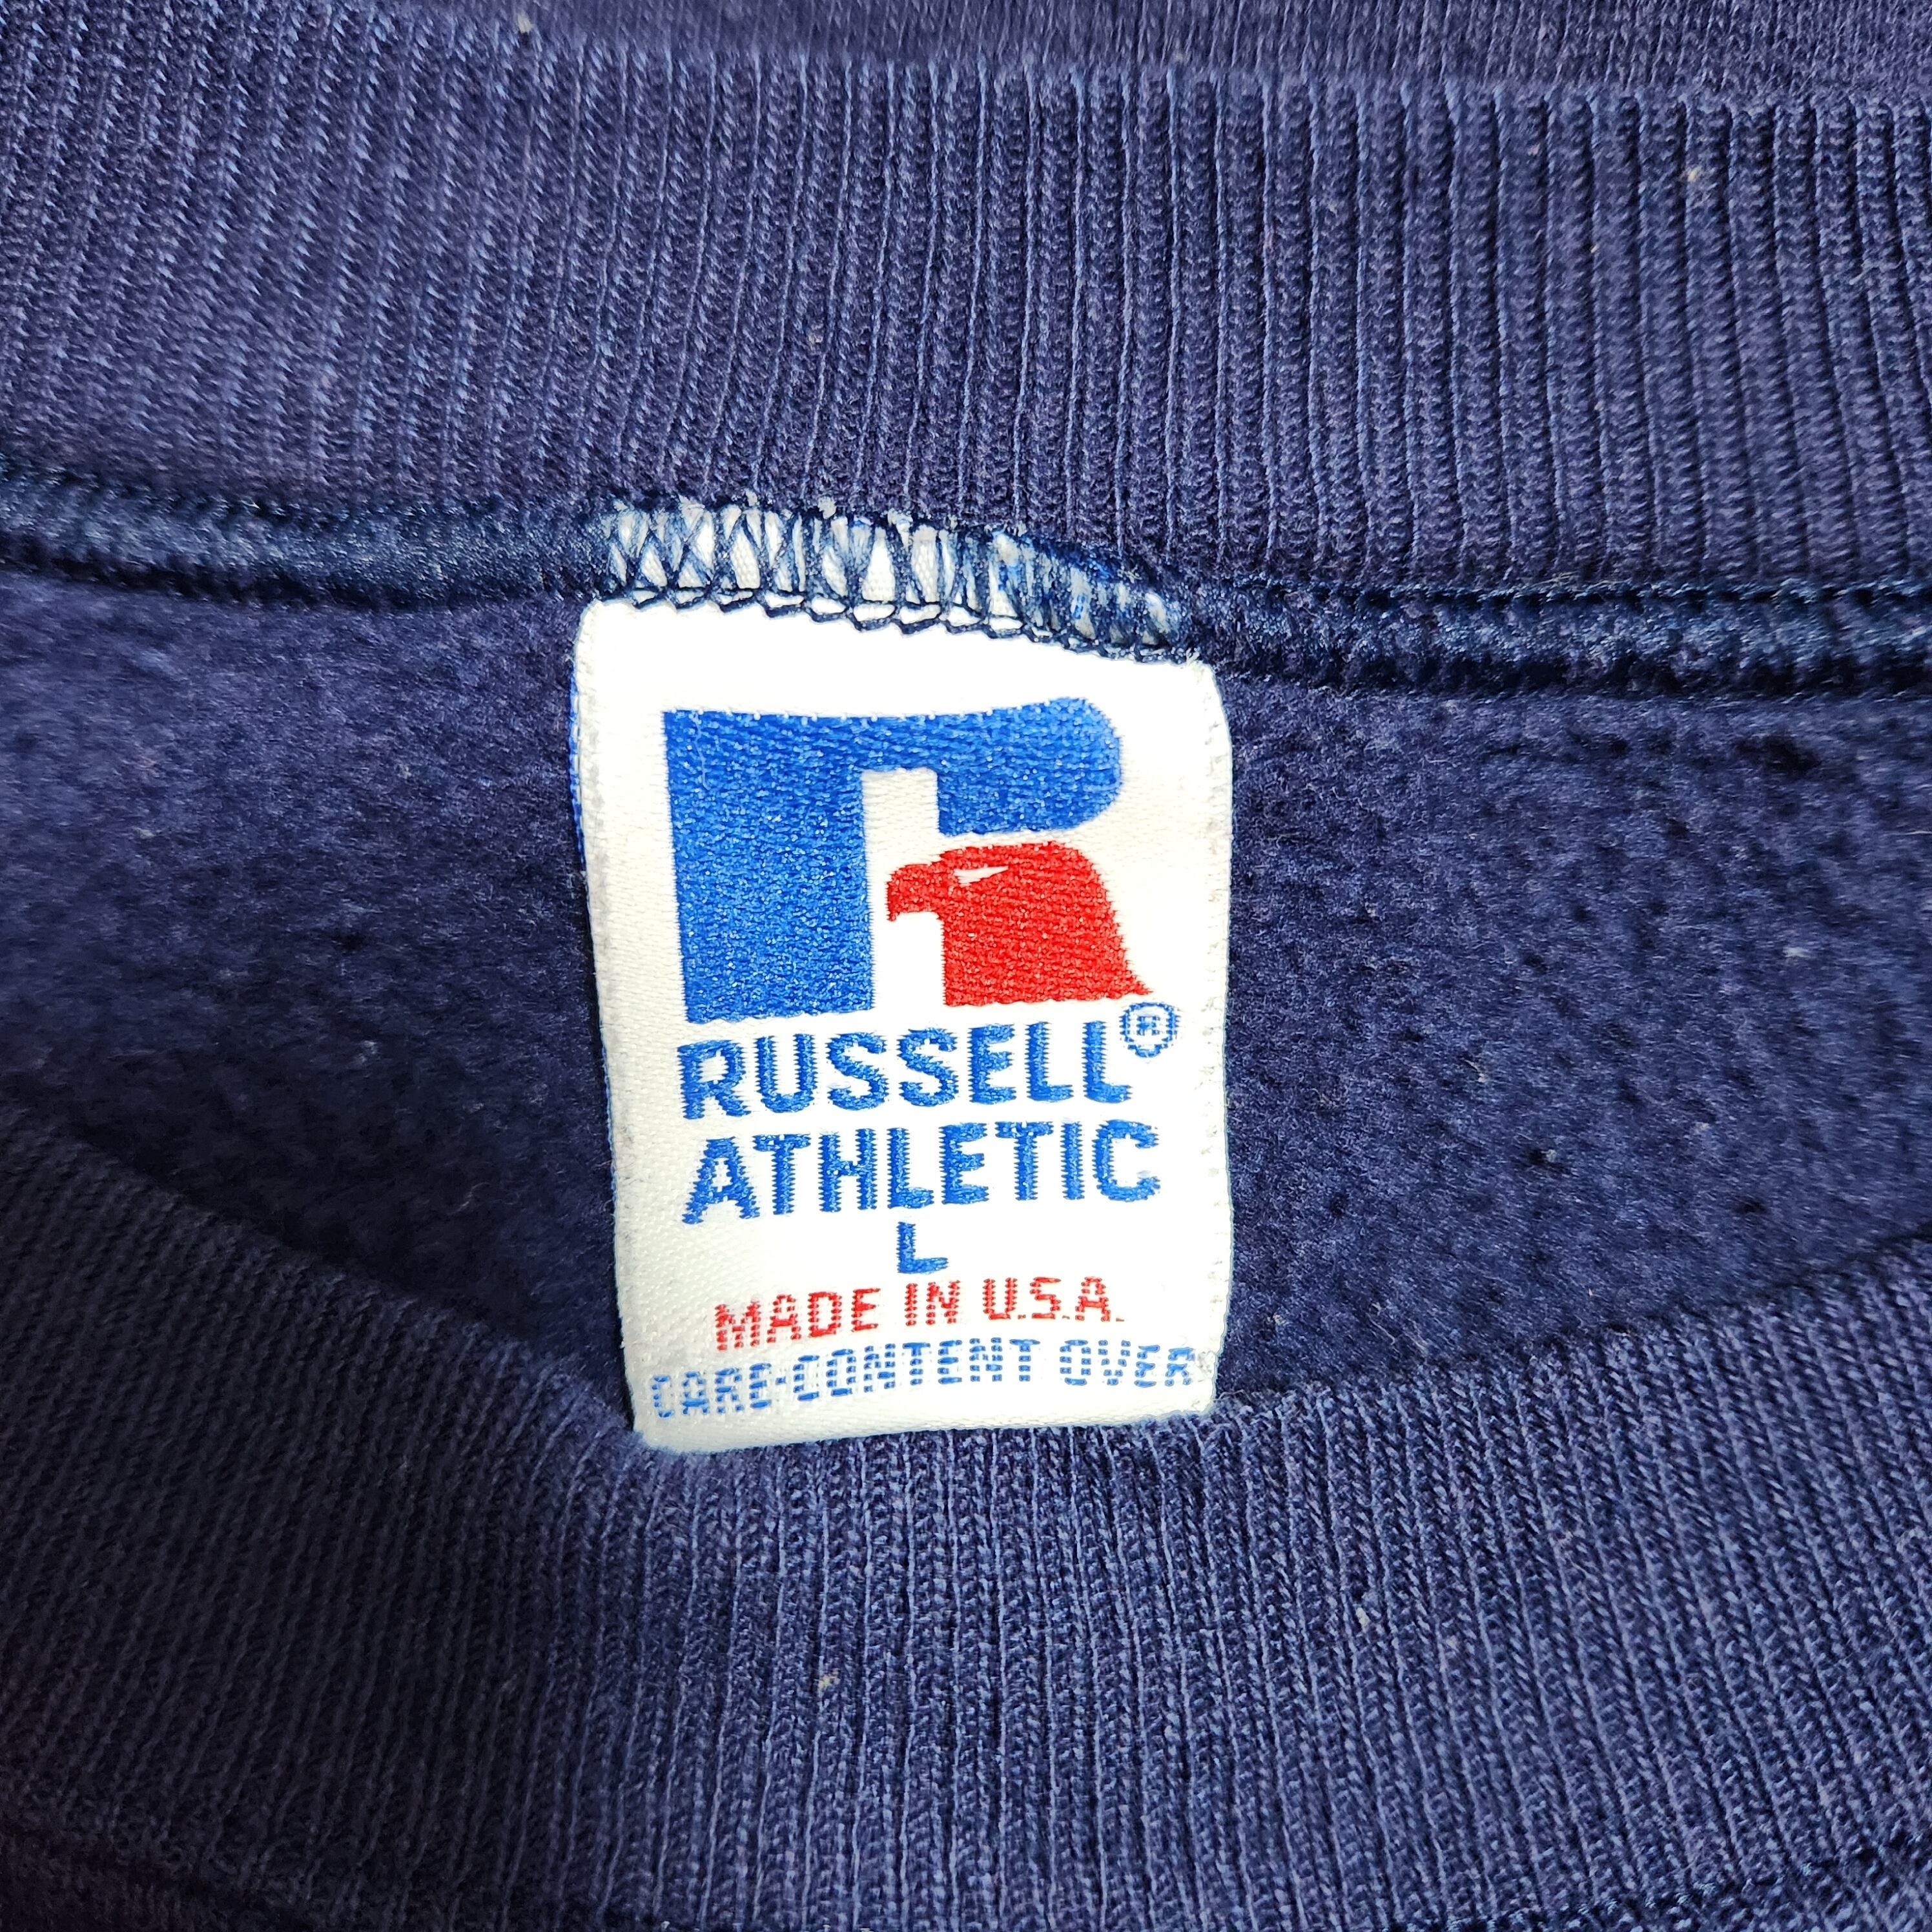 RUSSELL®
ATHLETIC
L
MADE IN U.S.A.
CARE-CONTENT OVER